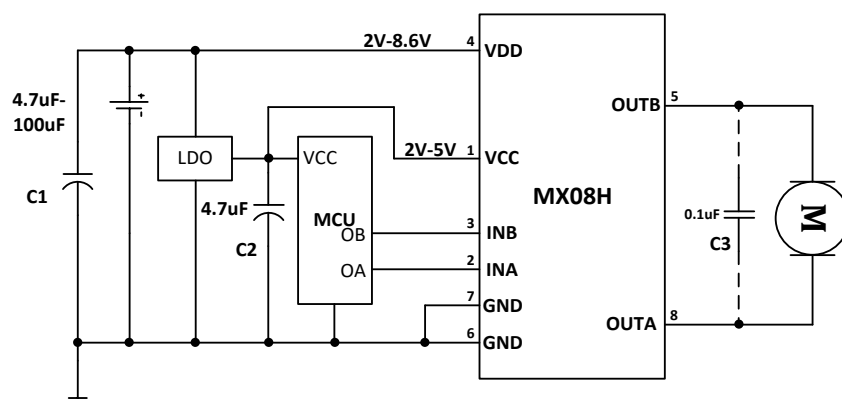 2V-8.6V
4
VDD
4.7uF-
100uF
+
-
5
OUTB
LDO
VCC
2V-5V
1
VCC
MX08H
C1
4.7uF
C2
MCU
OB
3
INB
0.1uF
C3
M
OA
2
INA
7
GND
6
GND
OUTA
8